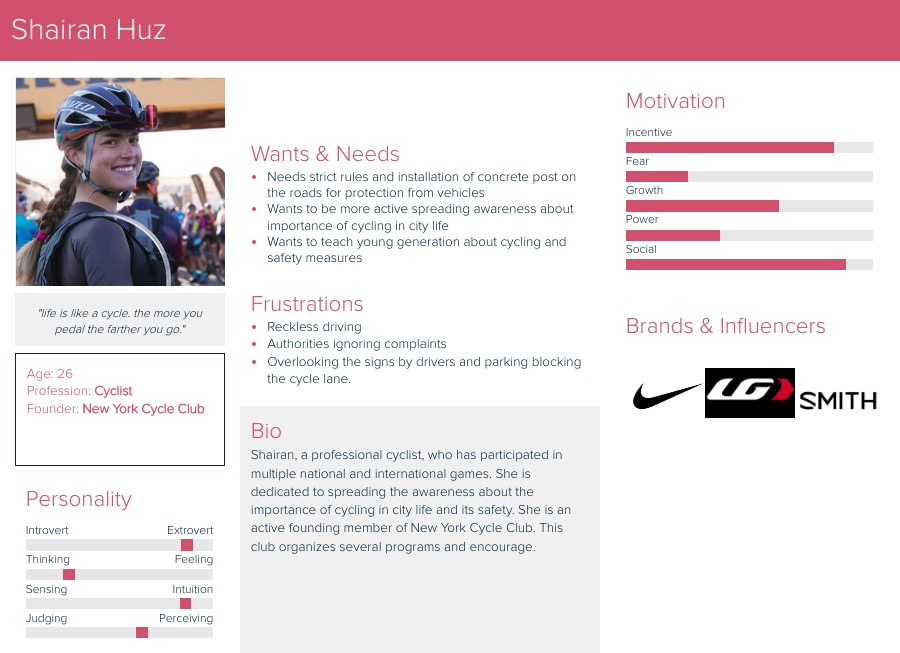 Shairan Huz
"life is like a cycle. the more you
pedal the farther you go."
Age: 26
Profession: Cyclist
Founder: New York Cycle Club
Personality
Introvert Extrovert
Thinking Feeling
Sensing Intuition
Judging Perceiving
Wants & Needs
• Needs strict rules and installation of concrete post on
the roads for protection from vehicles
• Wants to be more active spreading awareness about
importance of cycling in city life
• Wants to teach young generation about cycling and
safety measures
Frustrations
• Reckless driving
• Authorities ignoring complaints
• Overlooking the signs by drivers and parking blocking
the cycle lane.
Bio
Shairan, a professional cyclist, who has participated in
multiple national and international games. She is
dedicated to spreading the awareness about the
importance of cycling in city life and its safety. She is an
active founding member of New York Cycle Club. This
club organizes several programs and encourage.
Motivation
Incentive
Fear
Growth
Power
Social
Brands & Influencers
LG
SMITH